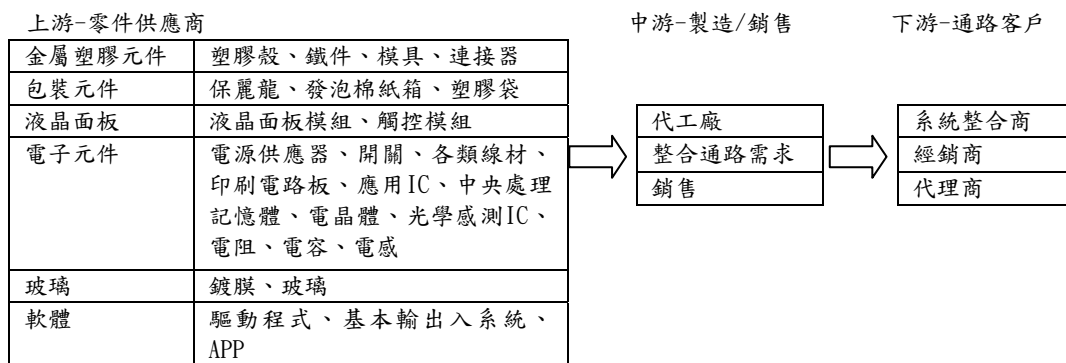 上游-零件供應商
中游-製造/銷售
下游-通路客戶
金屬塑膠元件
塑膠殼、鐵件、模具、連接器
包裝元件
保麗龍、發泡棉紙箱、塑膠袋
液晶面板
液晶面板模組、觸控模組
電子元件
電源供應器、開關、各類線材、
印刷電路板、應用IC、中央處理
記憶體、電晶體、光學感測IC、
電阻、電容、電感
玻璃
鍍膜、玻璃
軟體
驅動程式、基本輸出入系統、
APP
代工廠
整合通路需求
銷售
系統整合商
經銷商
代理商